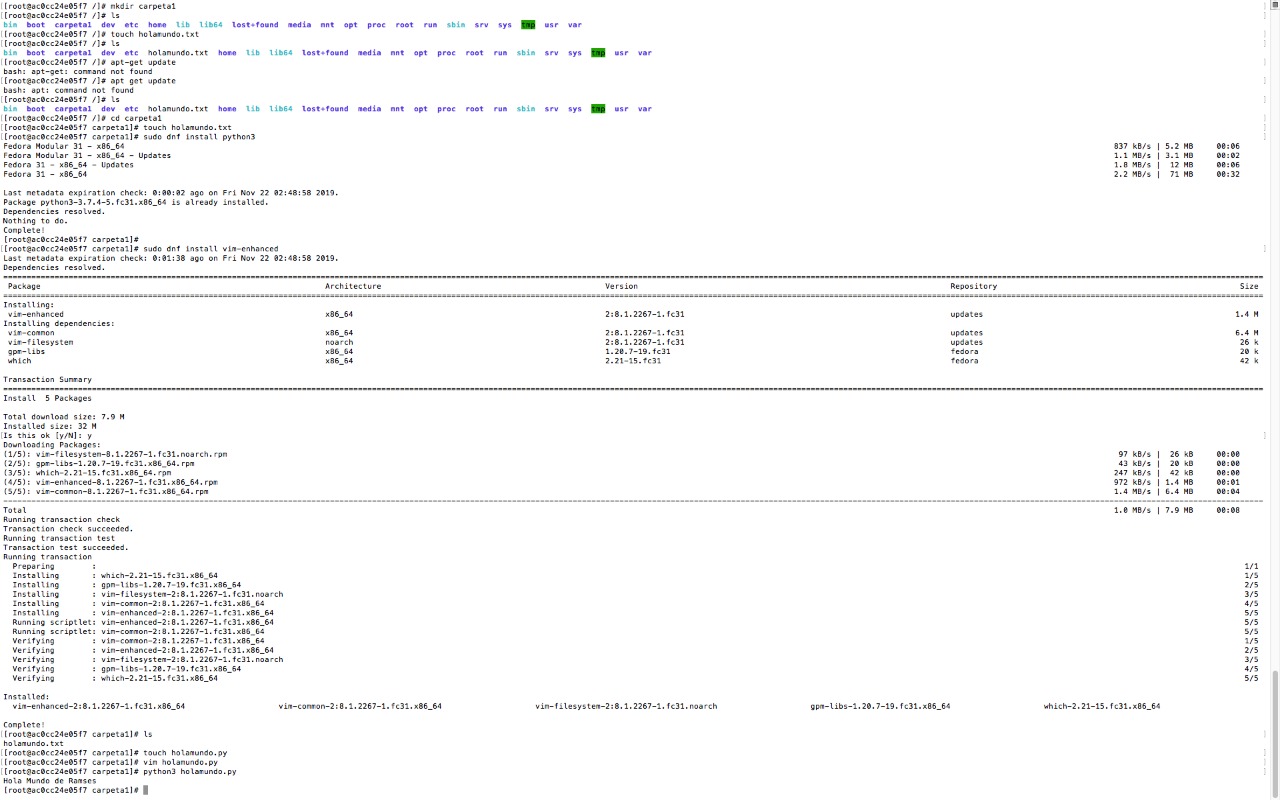 [[root@ac0cc24e05f7 /]# mkdir carpeta1
[[root@ac0cc24e05f7 /]# ls
bin boot carpeta1 dev etc home lib lib64 lost+found media mnt opt proc root run sbin srv sys tmp usr var
[[root@ac0cc24e05f7 /]# touch holamundo.txt
[[root@ac0cc24e05f7 /]# ls
bin boot carpeta1 dev etc holamundo.txt home lib lib64 lost+found media mnt opt proc root run sbin srv sys tmp usr var
[[root@ac0cc24e05f7 /]# apt-get update
bash: apt-get: command not found
[[root@ac0cc24e05f7 /]# apt get update
bash: apt: command not found
[[root@ac0cc24e05f7 /]# ls
bin boot carpeta1 dev etc holamundo.txt home lib lib64 lost+found media mnt opt proc root run sbin srv sys tmp usr var
[[root@ac0cc24e05f7 /]# cd carpeta1
[[root@ac0cc24e05f7 carpeta1]# touch holamundo.txt
[[root@ac0cc24e05f7 carpeta1]# sudo dnf install python3
Fedora Modular 31 - x86_64 837 kB/s | 5.2 MB 00:06
Fedora Modular 31 - x86_64 - Updates 1.1 MB/s | 3.1 MB 00:02
Fedora 31 - x86_64 - Updates 1.8 MB/s | 12 MB 00:06
Fedora 31 - x86_64 2.2 MB/s | 71 MB 00:32
Last metadata expiration check: 0:00:02 ago on Fri Nov 22 02:48:58 2019.
Package python3-3.7.4-5.fc31.x86_64 is already installed.
Dependencies resolved.
Nothing to do.
Complete!
[root@ac0cc24e05f7 carpeta1]#
[[root@ac0cc24e05f7 carpeta1]# sudo dnf install vim-enhanced
Last metadata expiration check: 0:01:38 ago on Fri Nov 22 02:48:58 2019.
Dependencies resolved.
Package Architecture Version Repository Size
Installing:
vim-enhanced x86_64 2:8.1.2267-1.fc31 updates 1.4 M
Installing dependencies:
vim-common x86_64 2:8.1.2267-1.fc31 updates 6.4 M
vim-filesystem noarch 2:8.1.2267-1.fc31 updates 26 k
gpm-libs x86_64 1.20.7-19.fc31 fedora 20 k
which x86_64 2.21-15.fc31 fedora 42 k
Transaction Summary
Install 5 Packages
Total download size: 7.9 M
Installed size: 32 M
[Is this ok [y/N]: y
Downloading Packages:
(1/5): vim-filesystem-8.1.2267-1.fc31.noarch.rpm 97 kB/s | 26 kB 00:00
(2/5): gpm-libs-1.20.7-19.fc31.x86_64.rpm 43 kB/s | 20 kB 00:00
(3/5): which-2.21-15.fc31.x86_64.rpm 247 kB/s | 42 kB 00:00
(4/5): vim-enhanced-8.1.2267-1.fc31.x86_64.rpm 972 kB/s | 1.4 MB 00:01
(5/5): vim-common-8.1.2267-1.fc31.x86_64.rpm 1.4 MB/s | 6.4 MB 00:04
Total 1.0 MB/s | 7.9 MB 00:08
Running transaction check
Transaction check succeeded.
Running transaction test
Transaction test succeeded.
Running transaction
Preparing : 1/1
Installing : which-2.21-15.fc31.x86_64 1/5
Installing : gpm-libs-1.20.7-19.fc31.x86_64 2/5
Installing : vim-filesystem-2:8.1.2267-1.fc31.noarch 3/5
Installing : vim-common-2:8.1.2267-1.fc31.x86_64 4/5
Installing : vim-enhanced-2:8.1.2267-1.fc31.x86_64 5/5
Running scriptlet: vim-enhanced-2:8.1.2267-1.fc31.x86_64 5/5
Running scriptlet: vim-common-2:8.1.2267-1.fc31.x86_64 5/5
Verifying : vim-common-2:8.1.2267-1.fc31.x86_64 1/5
Verifying : vim-enhanced-2:8.1.2267-1.fc31.x86_64 2/5
Verifying : vim-filesystem-2:8.1.2267-1.fc31.noarch 3/5
Verifying : gpm-libs-1.20.7-19.fc31.x86_64 4/5
Verifying : which-2.21-15.fc31.x86_64 5/5
Installed:
vim-enhanced-2:8.1.2267-1.fc31.x86_64 vim-common-2:8.1.2267-1.fc31.x86_64 vim-filesystem-2:8.1.2267-1.fc31.noarch gpm-libs-1.20.7-19.fc31.x86_64 which-2.21-15.fc31.x86_64
Complete!
[[root@ac0cc24e05f7 carpeta1]# ls
holamundo.txt
[[root@ac0cc24e05f7 carpeta1]# touch holamundo.py
[[root@ac0cc24e05f7 carpeta1]# vim holamundo.py
[[root@ac0cc24e05f7 carpeta1]# python3 holamundo.py
Hola Mundo de Ramses
[root@ac0cc24e05f7 carpeta1]#